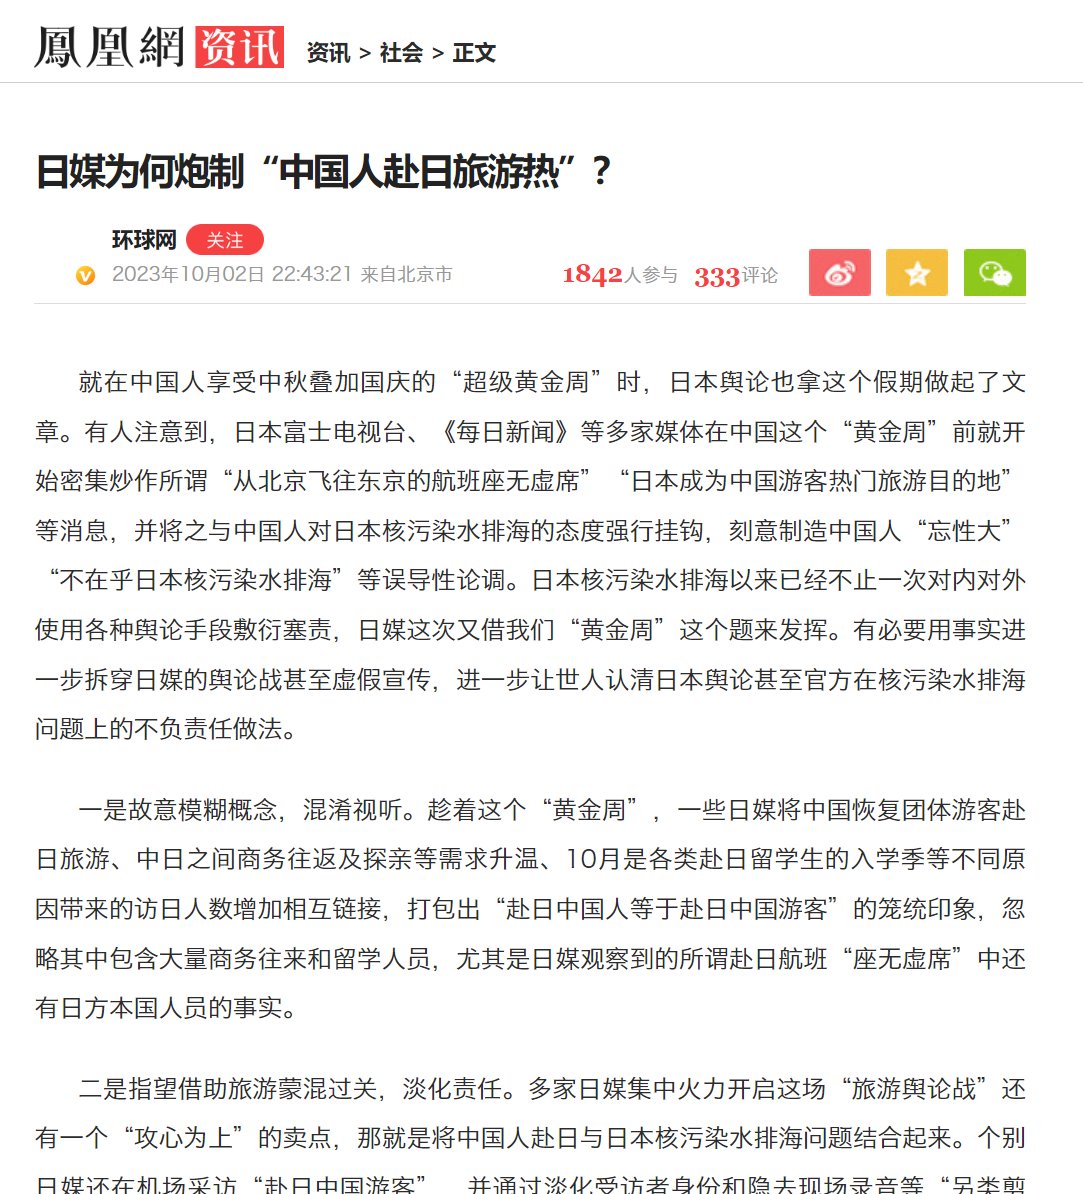 鳳凰網 资讯 资讯 > 社会 > 正文
日媒为何炮制“中国人赴日旅游热”？
环球网 关注
2023年10月02日 22:43:21 来自北京市 1842人参与 333评论
就在中国人享受中秋叠加国庆的“超级黄金周”时，日本舆论也拿这个假期做起了文
章。有人注意到，日本富士电视台、《每日新闻》等多家媒体在中国这个“黄金周”前就开
始密集炒作所谓“从北京飞往东京的航班座无虚席” “日本成为中国游客热门旅游目的地”
等消息，并将之与中国人对日本核污染水排海的态度强行挂钩，刻意制造中国人“忘性大”
“不在乎日本核污染水排海”等误导性论调。日本核污染水排海以来已经不止一次对内对外
使用各种舆论手段敷衍塞责，日媒这次又借我们“黄金周”这个题来发挥。有必要用事实进
一步拆穿日媒的舆论战甚至虚假宣传，进一步让世人认清日本舆论甚至官方在核污染水排海
问题上的不负责任做法。
一是故意模糊概念，混淆视听。趁着这个“黄金周”，一些日媒将中国恢复团体游客赴
日旅游、中日之间商务往返及探亲等需求升温、10月是各类赴日留学生的入学季等不同原
因带来的访日人数增加相互链接，打包出“赴日中国人等于赴日中国游客”的笼统印象，忽
略其中包含大量商务往来和留学人员，尤其是日媒观察到的所谓赴日航班“座无虚席”中还
有日方本国人员的事实。
二是指望借助旅游蒙混过关，淡化责任。多家日媒集中火力开启这场“旅游舆论战”还
有一个“攻心为上”的卖点，那就是将中国人赴日与日本核污染水排海问题结合起来。个别
日媒还在机场采访“赴日中国游客”，并通过淡化受访者身份和隐去现场录音等“另类剪